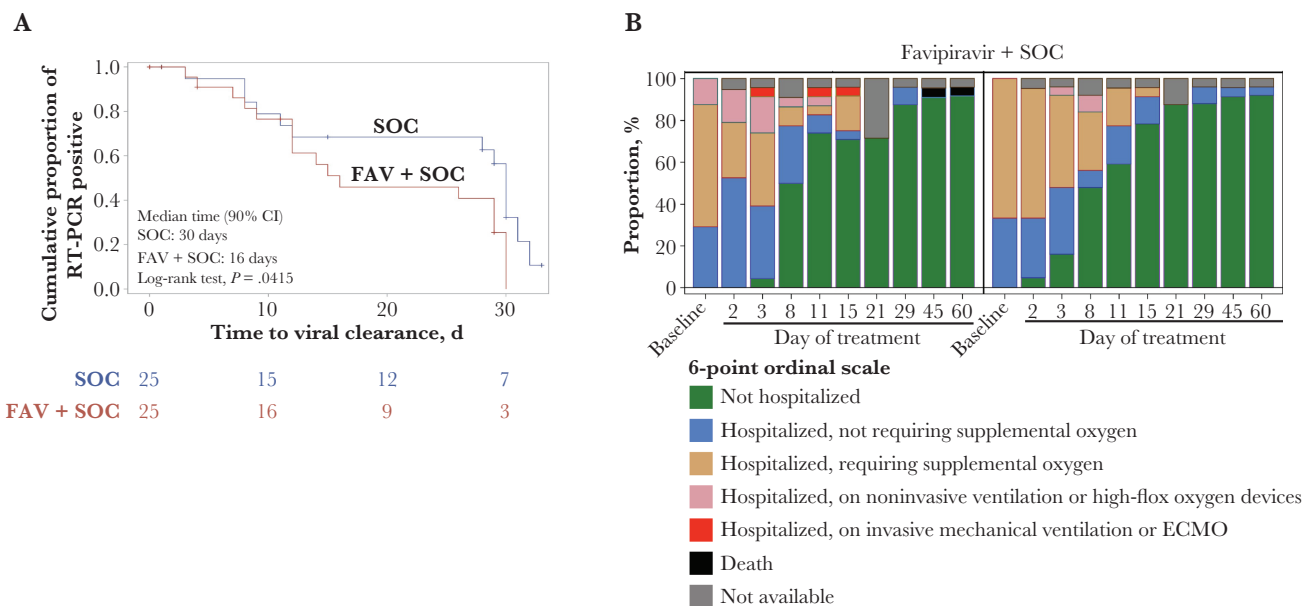 A
Cumulative proportion of
RT-PCR positive
1.0
0.8
0.6
0.4
0.2
0.0
SOC
FAV + SOC
Median time (90% CI)
SOC: 30 days
FAV + SOC: 16 days
Log-rank test, P = .0415
0 10 20 30
Time to viral clearance, d
SOC 25 15 12 7
FAV + SOC 25 16 9 3
B
Favipiravir + SOC
Proportion, %
100
80
60
40
20
0
Baseline 2 3 8 11 15 21 29 45 60 Baseline 2 3 8 11 15 21 29 45 60
Day of treatment Day of treatment
6-point ordinal scale
Not hospitalized
Hospitalized, not requiring supplemental oxygen
Hospitalized, requiring supplemental oxygen
Hospitalized, on noninvasive ventilation or high-flox oxygen devices
Hospitalized, on invasive mechanical ventilation or ECMO
Death
Not available